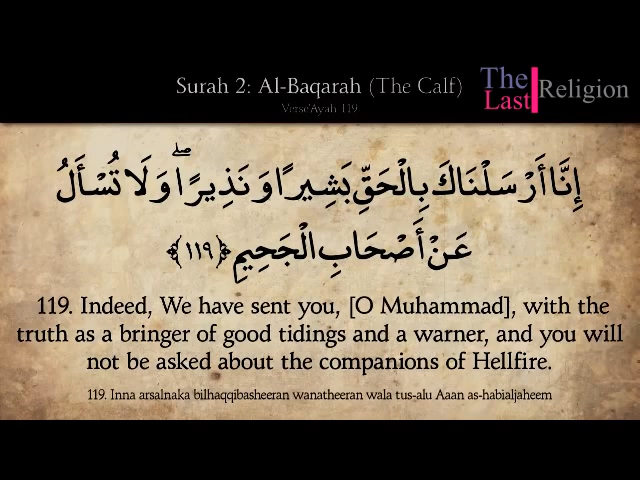 Surah 2: Al-Baqarah (The Calf)
Verse'Ayah 119
The Last Religion
إِنَّا أَرْسَلْنَاكَ بِالْحَقِّ بَشِيرًا وَنَذِيرًا ۖ وَلَا تُسْأَلُ
عَنْ أَصْحَابِ الْجَحِيمِ ﴿١١٩﴾
119. Indeed, We have sent you, [O Muhammad], with the
truth as a bringer of good tidings and a warner, and you will
not be asked about the companions of Hellfire.
119. Inna arsalnaka bilhaqqibasheeran wanatheeran wala tus-alu Aaan as-habialjaheem